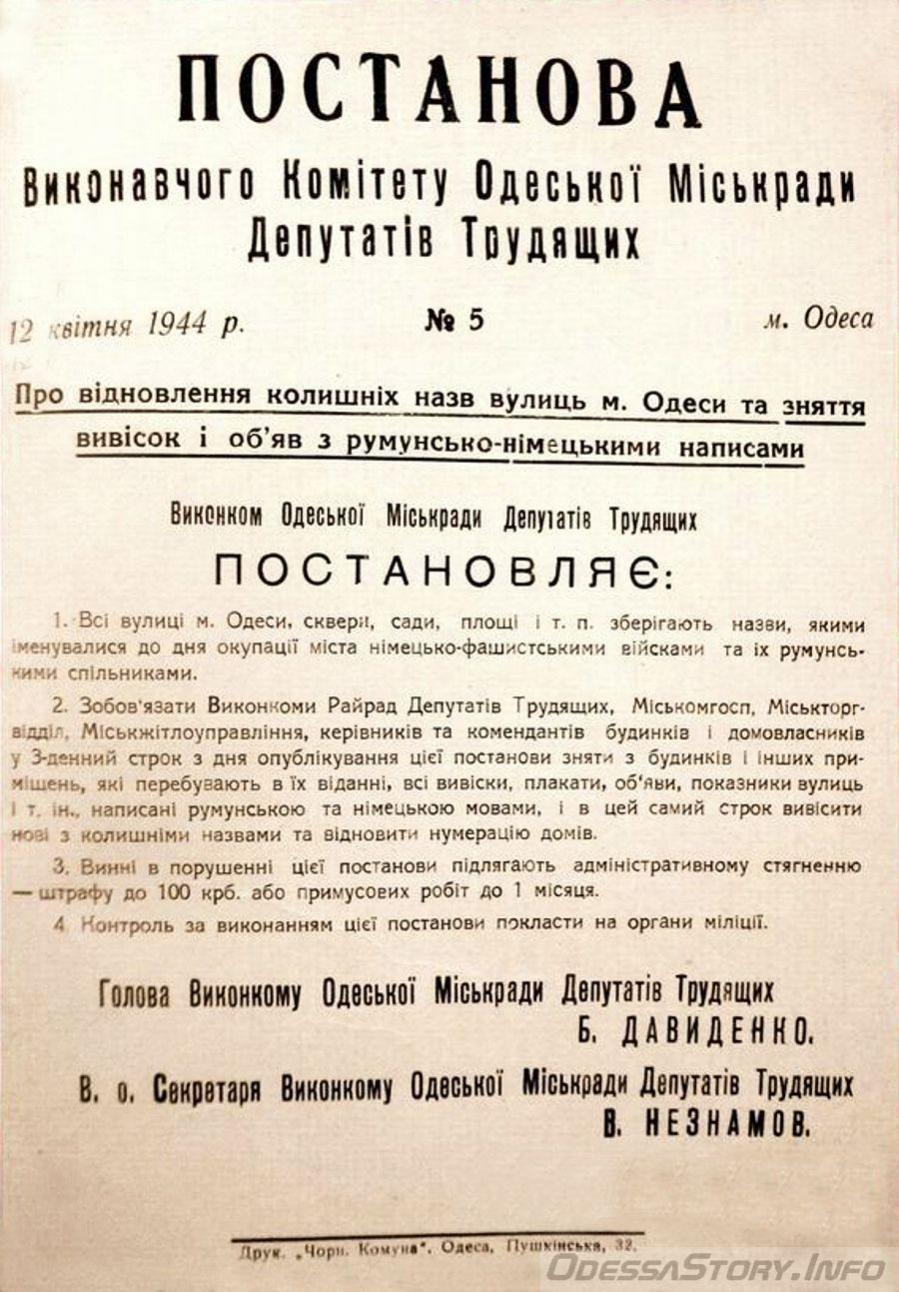 ПОСТАНОВА
Виконавчого Комітету Одеської Міськради
Депутатів Трудящих
12 квітня 1944 р. № 5 м. Одеса
Про відновлення колишніх назв вулиць м. Одеси та зняття
вивісок і об'яв з румунсько-німецькими написами
Виконком Одеської Міськради Депутатів Трудящих
ПОСТАНОВЛЯЄ:
1. Всі вулиці м. Одеси, сквери, сади, площі і т. п. зберігають назви, якими
іменувалися до дня окупації міста німецько-фашистськими військами та їх румунсь-
кими спільниками.
2. Зобов'язати Виконкоми Райрад Депутатів Трудящих, Міськомгосп, Міськторг-
відділ, Міськжітлоуправління, керівників та комендантів будинків і домовласників
у 3-денний строк з дня опублікування цієї постанови зняти з будинків і інших при-
міщень, які перебувають в їх віданні, всі вивіски, плакати, об'яви, показники вулиць
і т. ін., написані румунською та німецькою мовами, і в цей самий строк вивісити
нові з колишніми назвами та відновити нумерацію домів.
3. Винні в порушенні цієї постанови підлягають адміністративному стягненню
— штрафу до 100 крб. або примусових робіт до 1 місяця.
4 Контроль за виконанням цієї постанови покласти на органи міліції.
Голова Виконкому Одеської Міськради Депутатів Трудящих
Б. ДАВИДЕНКО.
В. о. Секретаря Виконкому Одеської Міськради Депутатів Трудящих
В. НЕЗНАМОВ.
Друк. „Чорн. Комуна". Одеса, Пушкінська, 32.
OdessaStory.Info